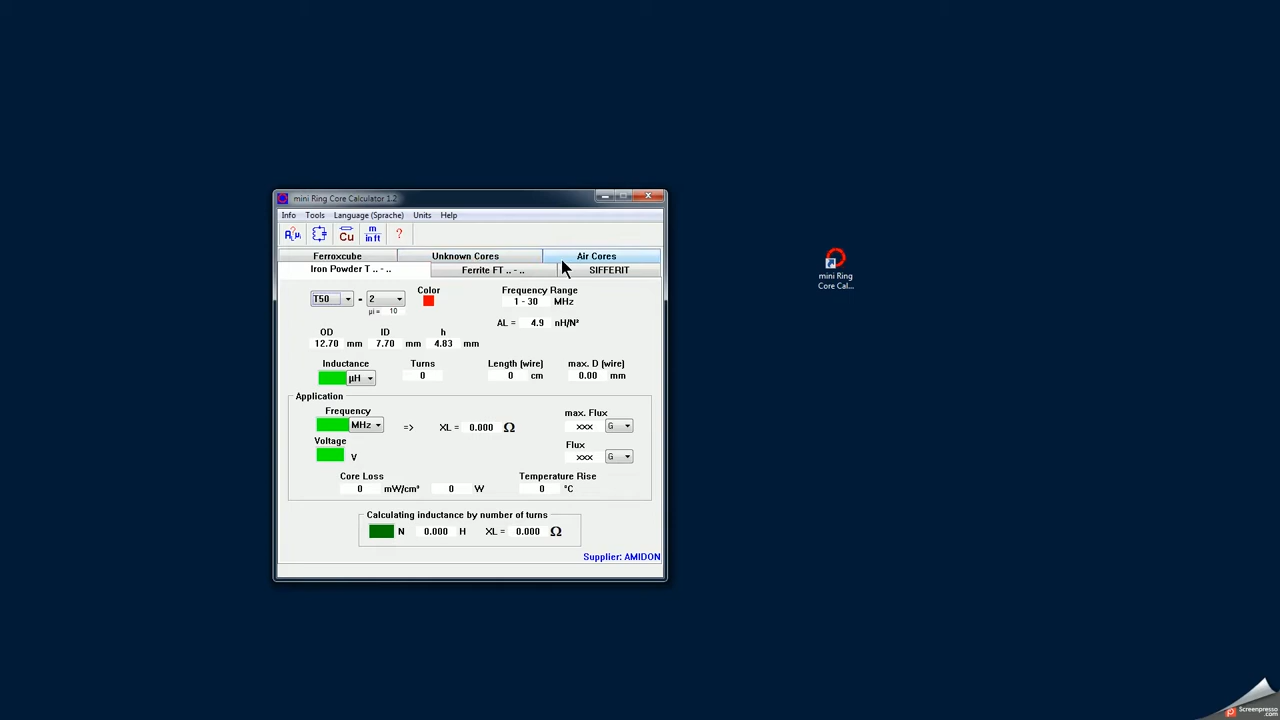 mini Ring Core Calculator 1.2
Info Tools Language (Sprache) Units Help
m
in ft
Cu
?
Ferroxcube Unknown Cores Air Cores
Iron Powder T .. - .. Ferrite FT .. - .. SIFFERIT
Color Frequency Range
T50 - 2 1 - 30 MHz
µi = 10
AL = 4.9 nH/N²
OD ID h
12.70 mm 7.70 mm 4.83 mm
Inductance Turns Length (wire) max. D (wire)
µH 0 0 cm 0.00 mm
Application
Frequency max. Flux
MHz => XL = 0.000 Ω xxx G
Voltage Flux
V xxx G
Core Loss Temperature Rise
0 mW/cm³ 0 W 0 °C
Calculating inductance by number of turns
N 0.000 H XL = 0.000 Ω
Supplier: AMIDON
mini Ring
Core Cal...
Screenpresso
.com